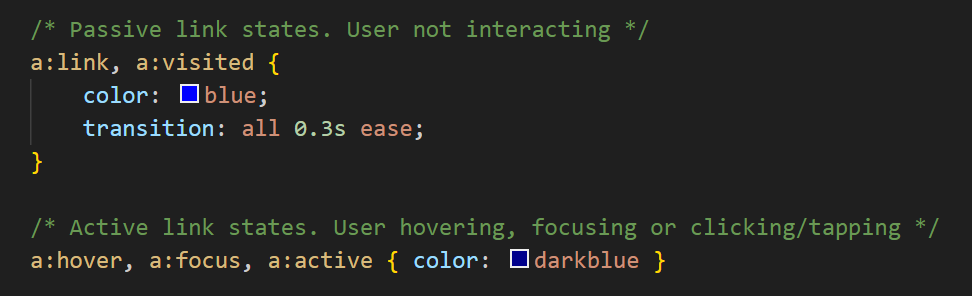 /* Passive link states. User not interacting */
a:link, a:visited {
    color: blue;
    transition: all 0.3s ease;
}
/* Active link states. User hovering, focusing or clicking/tapping */
a:hover, a:focus, a:active { color: darkblue }